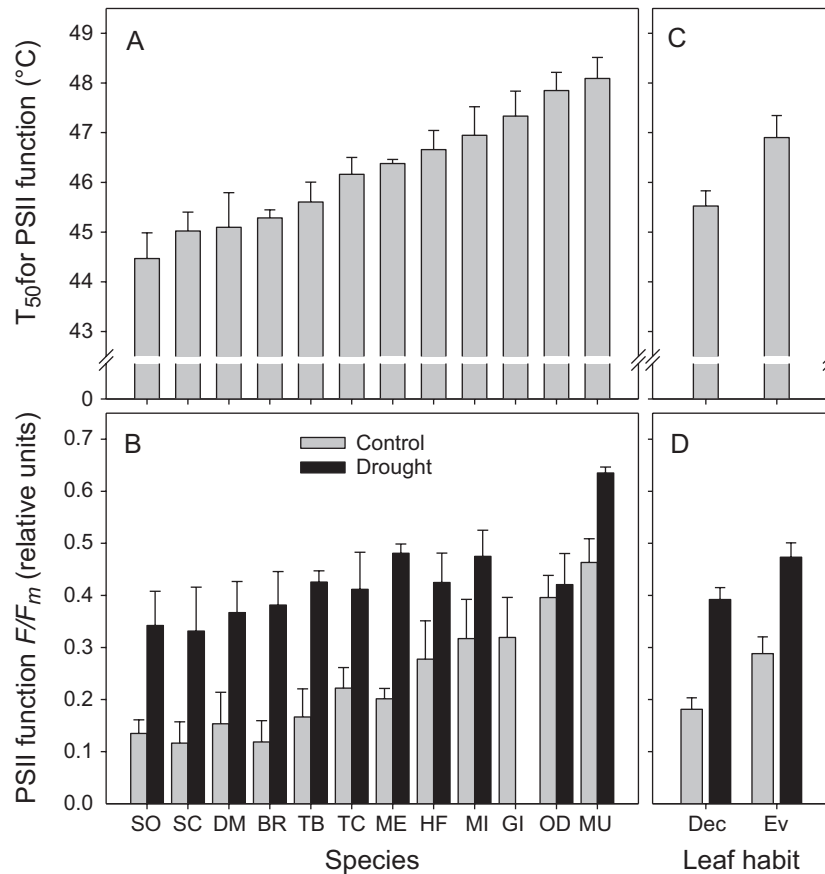 A
C
49
48
47
46
45
44
43
0
T50 for PSII function (°C)
B
D
Control
Drought
0.7
0.6
0.5
0.4
0.3
0.2
0.1
0.0
PSII function F/Fm (relative units)
SO SC DM BR TB TC ME HF MI GI OD MU
Dec Ev
Species
Leaf habit